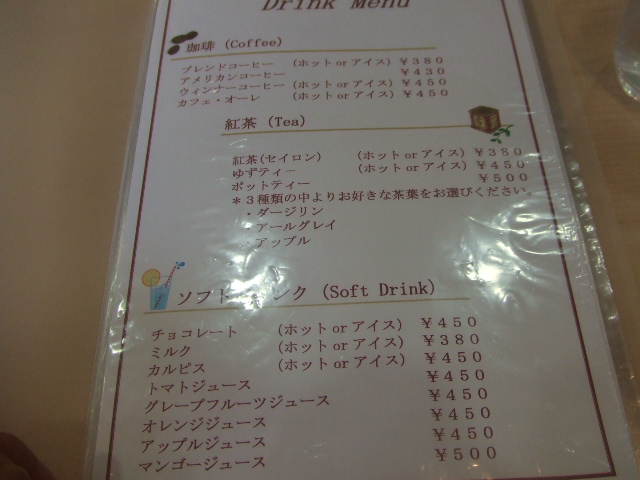 Drink Menu
珈琲 (Coffee)
ブレンドコーヒー (ホット or アイス) ¥380
アメリカンコーヒー ¥430
ウィンナーコーヒー (ホット or アイス) ¥450
カフェ・オーレ (ホット or アイス) ¥450
紅茶 (Tea)
紅茶(セイロン) (ホット or アイス) ¥380
ゆずティー (ホット or アイス) ¥450
ポットティー ¥500
*3種類の中よりお好きな茶葉をお選びください。
・ダージリン
・アールグレイ
・アップル
ソフトドリンク (Soft Drink)
チョコレート (ホット or アイス) ¥450
ミルク (ホット or アイス) ¥380
カルピス (ホット or アイス) ¥450
トマトジュース ¥450
グレープフルーツジュース ¥450
オレンジジュース ¥450
アップルジュース ¥450
マンゴージュース ¥500